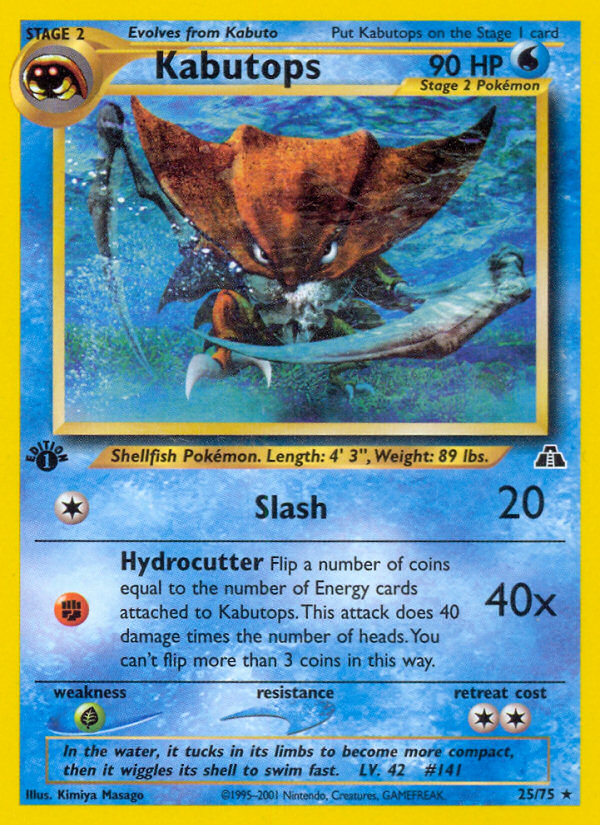 STAGE 2 Evolves from Kabuto Put Kabutops on the Stage 1 card
Kabutops 90 HP
Stage 2 Pokémon
EDITION
1
Shellfish Pokémon. Length: 4' 3", Weight: 89 lbs.
Slash 20
Hydrocutter Flip a number of coins
equal to the number of Energy cards
attached to Kabutops. This attack does 40
damage times the number of heads. You
can't flip more than 3 coins in this way.
40x
weakness resistance retreat cost
In the water, it tucks in its limbs to become more compact,
then it wiggles its shell to swim fast. LV. 42 #141
Illus. Kimiya Masago ©1995–2001 Nintendo, Creatures, GAMEFREAK. 25/75 ★